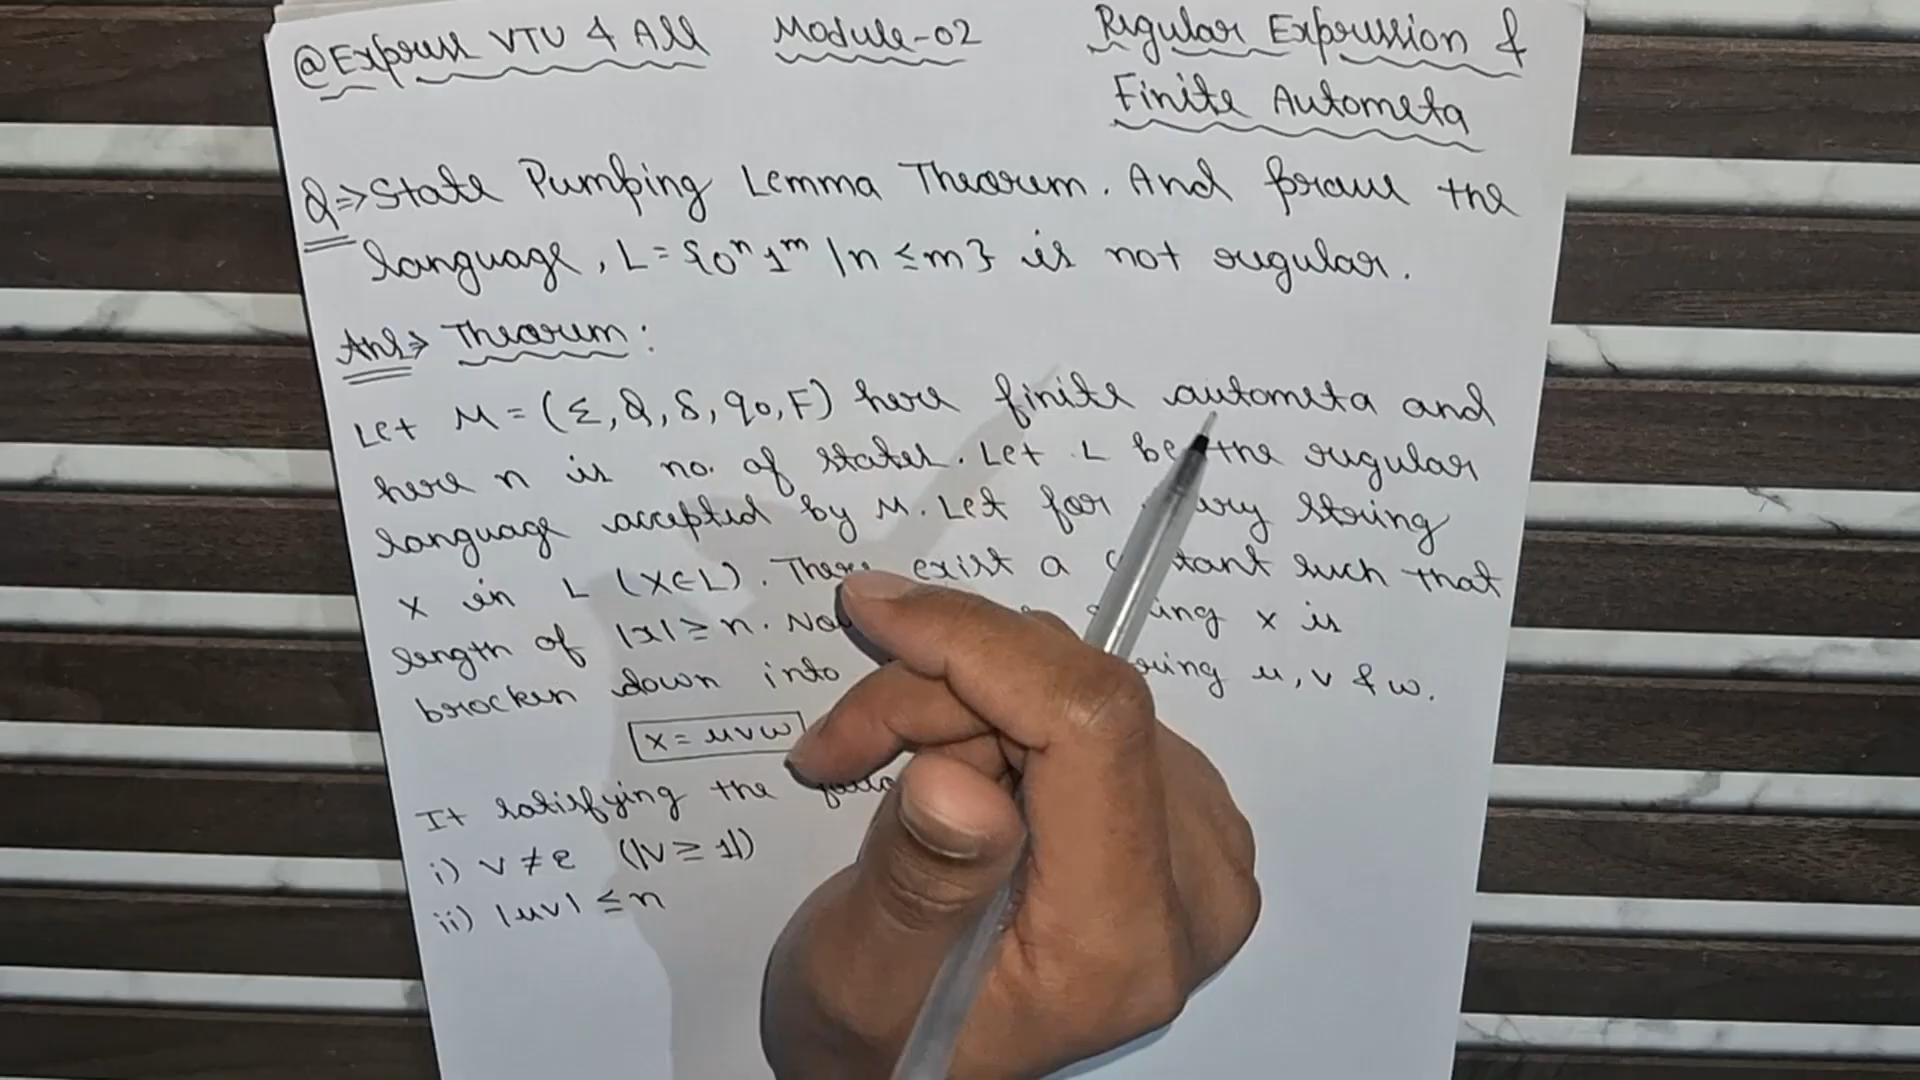 @Express VTU & All Module-02 Regular Expression &
Finite Autometa
Q⇒State Pumping Lemma Theorem. And prove the
language, L={0ⁿ1ᵐ |n ≤m} is not regular.
Ans⇒ Theorem:
Let M = (Σ, Q, δ, q0, F) here finite autometa and
here n is no. of states. Let L be the regular
language accepted by M. Let for string
x in L (x∈L). There exist a such that
length of |x|≥n. x is
brocken down into u, v & w.
x = uvw
It satisfying the
i) v ≠ ε (|v ≥ 1|)
ii) |uv| ≤ n